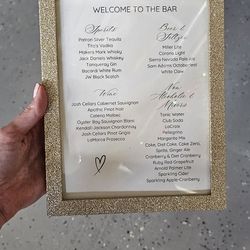 WELCOME TO THE BAR
Spirits
Patron Silver Tequila
Tito's Vodka
Makers Mark Whisky
Jack Daniels Whiskey
Tanqueray Gin
Bacardi White Rum
JW Black Scotch
Beer &
Seltzer
Miller Lite
Corona Light
Sierra Nevada Pale Ale
Sam Adams Octoberfest
White Claw
Wine
Josh Cellars Cabernet Sauvignon
Apothic Pinot Noir
Catena Malbec
Oyster Bay Sauvignon Blanc
Kendall Jackson Chardonnay
Josh Cellars Pinot Grigio
LaMarca Prosecco
Non
Alcoholic &
Mixers
Tonic Water
Club Soda
LaCroix
Pellegrino
Margarita Mix
Coke, Diet Coke, Coke Zero,
Sprite, Ginger Ale
Cranberry & Diet Cranberry
Ruby Red Grapefruit
Arnold Palmer Lite
Sparkling Cider
Sparkling Apple-Cranberry